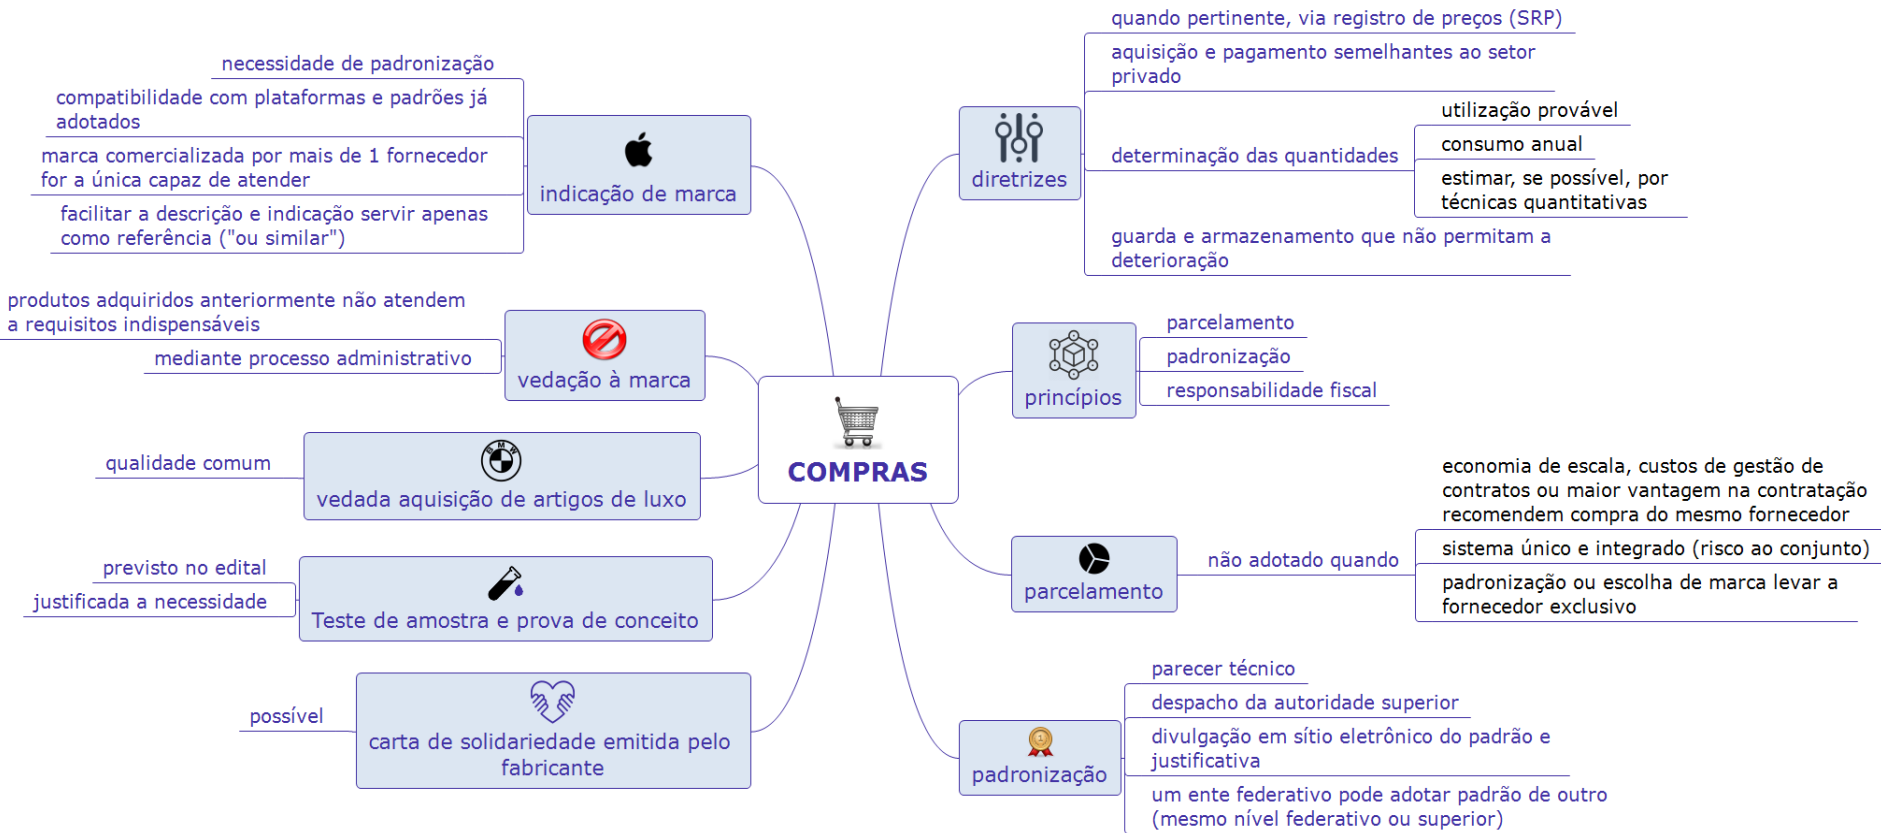 COMPRAS
diretrizes
quando pertinente, via registro de preços (SRP)
aquisição e pagamento semelhantes ao setor
privado
determinação das quantidades
utilização provável
consumo anual
estimar, se possível, por
técnicas quantitativas
guarda e armazenamento que não permitam a
deterioração
princípios
parcelamento
padronização
responsabilidade fiscal
parcelamento
não adotado quando
economia de escala, custos de gestão de
contratos ou maior vantagem na contratação
recomendem compra do mesmo fornecedor
sistema único e integrado (risco ao conjunto)
padronização ou escolha de marca levar a
fornecedor exclusivo
1
padronização
parecer técnico
despacho da autoridade superior
divulgação em sítio eletrônico do padrão e
justificativa
um ente federativo pode adotar padrão de outro
(mesmo nível federativo ou superior)
indicação de marca
necessidade de padronização
compatibilidade com plataformas e padrões já
adotados
marca comercializada por mais de 1 fornecedor
for a única capaz de atender
facilitar a descrição e indicação servir apenas
como referência ("ou similar")
vedação à marca
produtos adquiridos anteriormente não atendem
a requisitos indispensáveis
mediante processo administrativo
BMW
vedada aquisição de artigos de luxo
qualidade comum
Teste de amostra e prova de conceito
previsto no edital
justificada a necessidade
carta de solidariedade emitida pelo
fabricante
possível